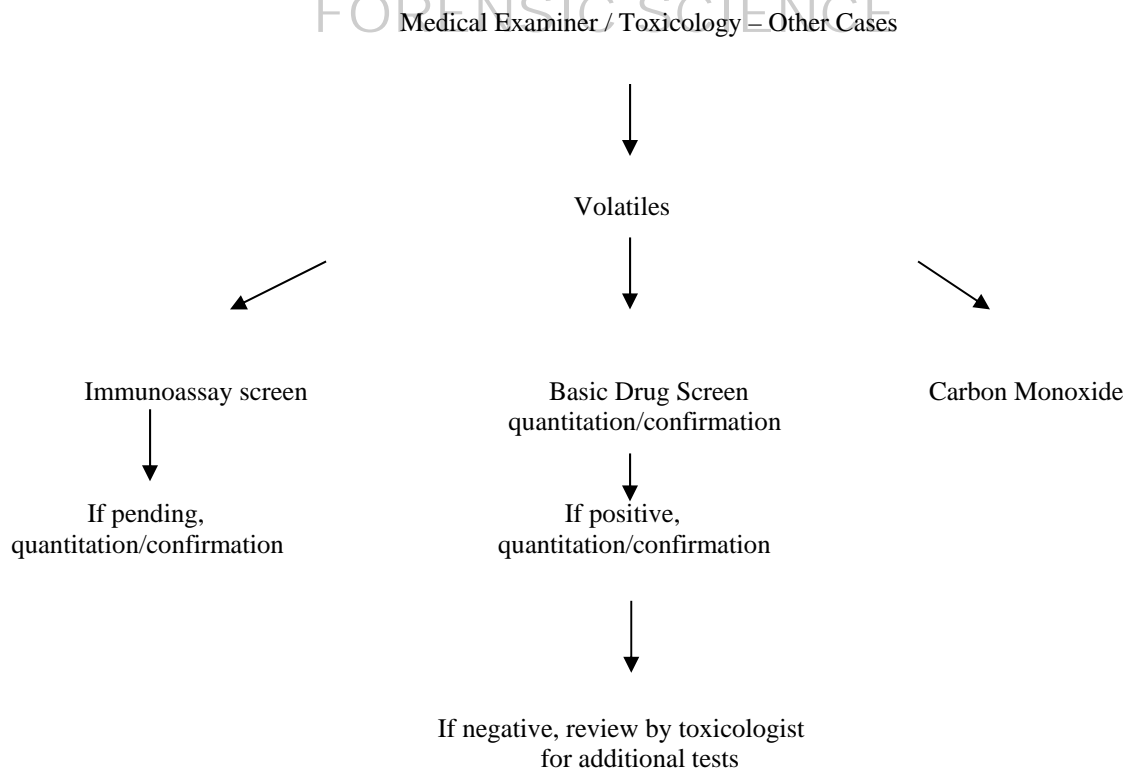 FORENSIC SCIENCE
Medical Examiner / Toxicology – Other Cases
Volatiles
Immunoassay screen
Basic Drug Screen
quantitation/confirmation
Carbon Monoxide
If pending,
quantitation/confirmation
If positive,
quantitation/confirmation
If negative, review by toxicologist
for additional tests